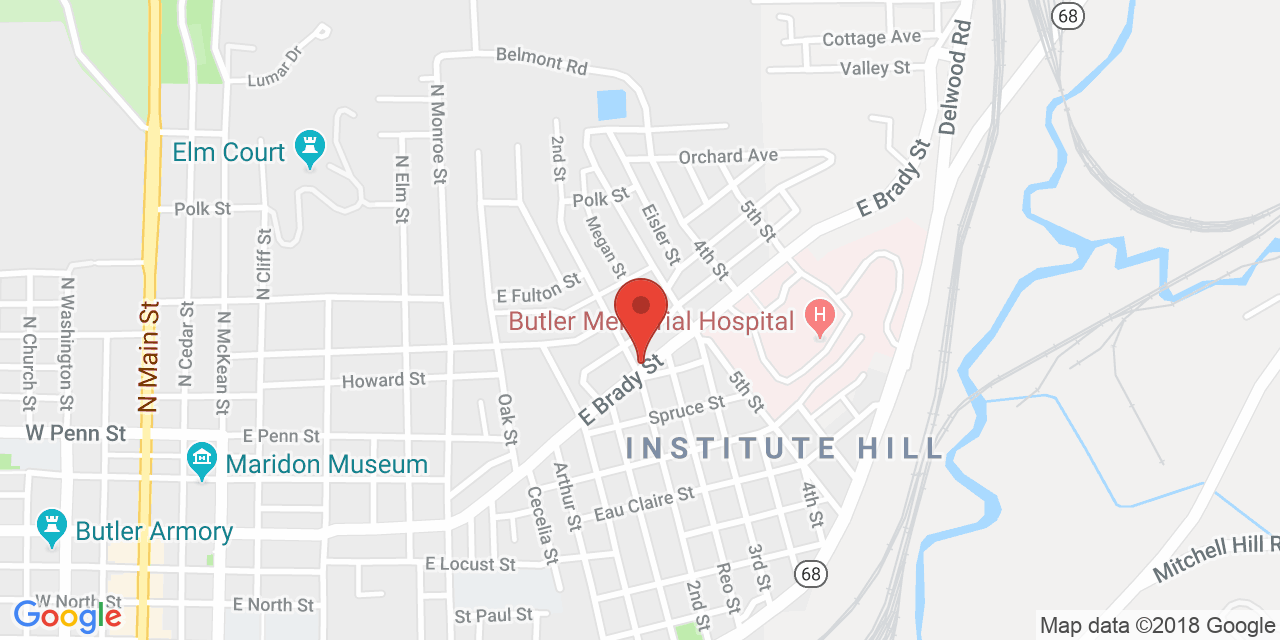 68
Cottage Ave
Delwood Rd
Belmont Rd
Valley St
Lumar Dr
N Monroe St
2nd St
Elm Court
Orchard Ave
E Brady St
N Elm St
Polk St
Polk St
Eisler St
5th St
Megan St
4th St
N Cliff St
E Fulton St
N Washington St
N Church St
N Main St
N Cedar St
N McKean St
Butler Memorial Hospital
H
Howard St
E Brady St
5th St
Oak St
Spruce St
W Penn St
E Penn St
INSTITUTE HILL
Maridon Museum
Arthur St
Cecelia St
Eau Claire St
4th St
Butler Armory
E Locust St
3rd St
Reo St
2nd St
68
Mitchell Hill R
W North St
E North St
St Paul St
Google
Map data ©2018 Google